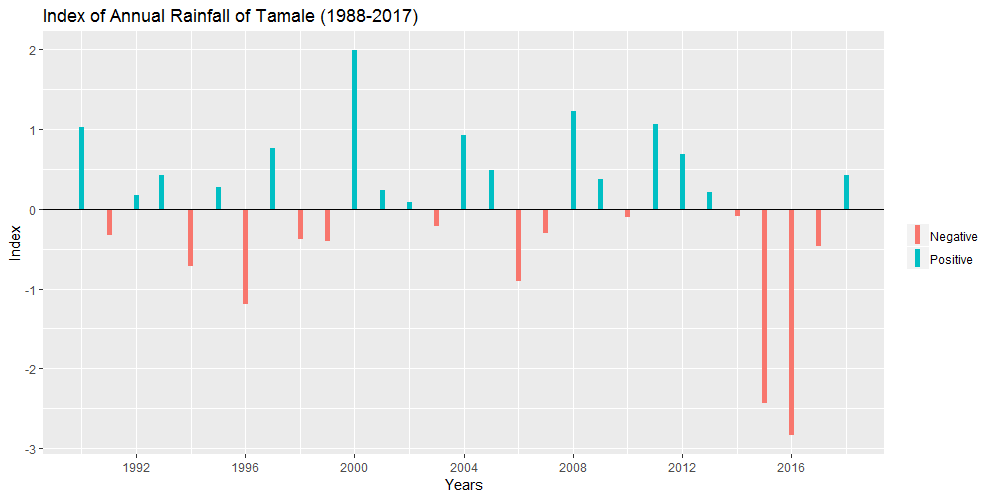 Index of Annual Rainfall of Tamale (1988-2017)
2
1
0
-1
-2
-3
Index
1992 1996 2000 2004 2008 2012 2016
Years
Negative
Positive